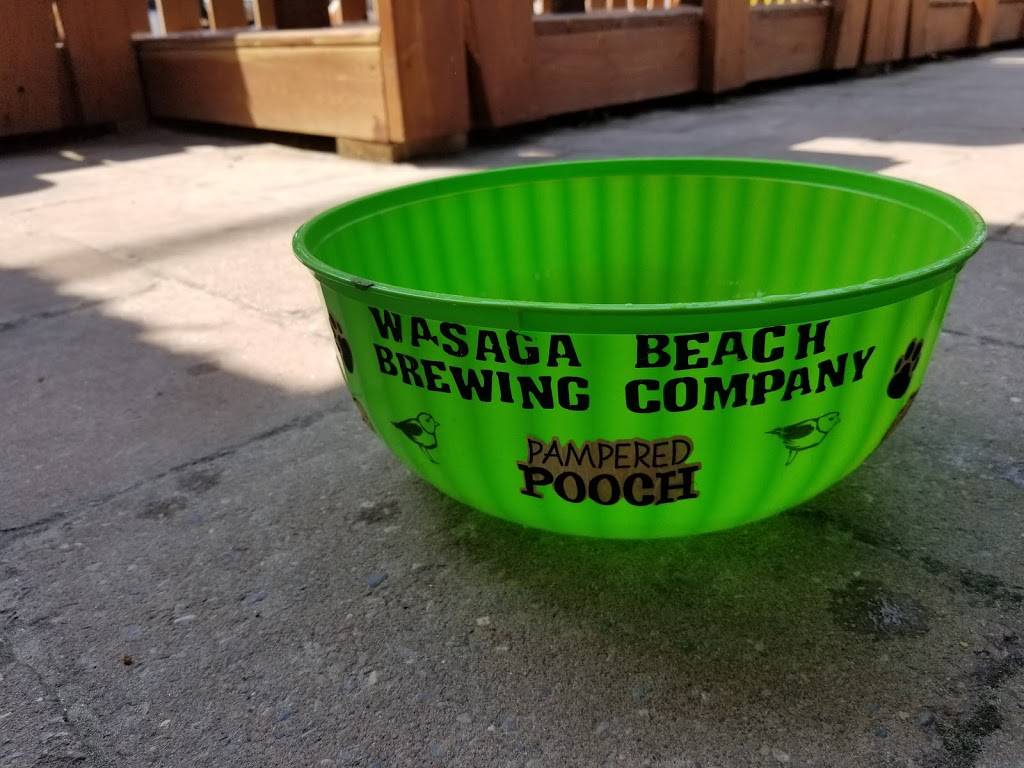 WASAGA BEACH
BREWING COMPANY
PAMPERED
POOCH